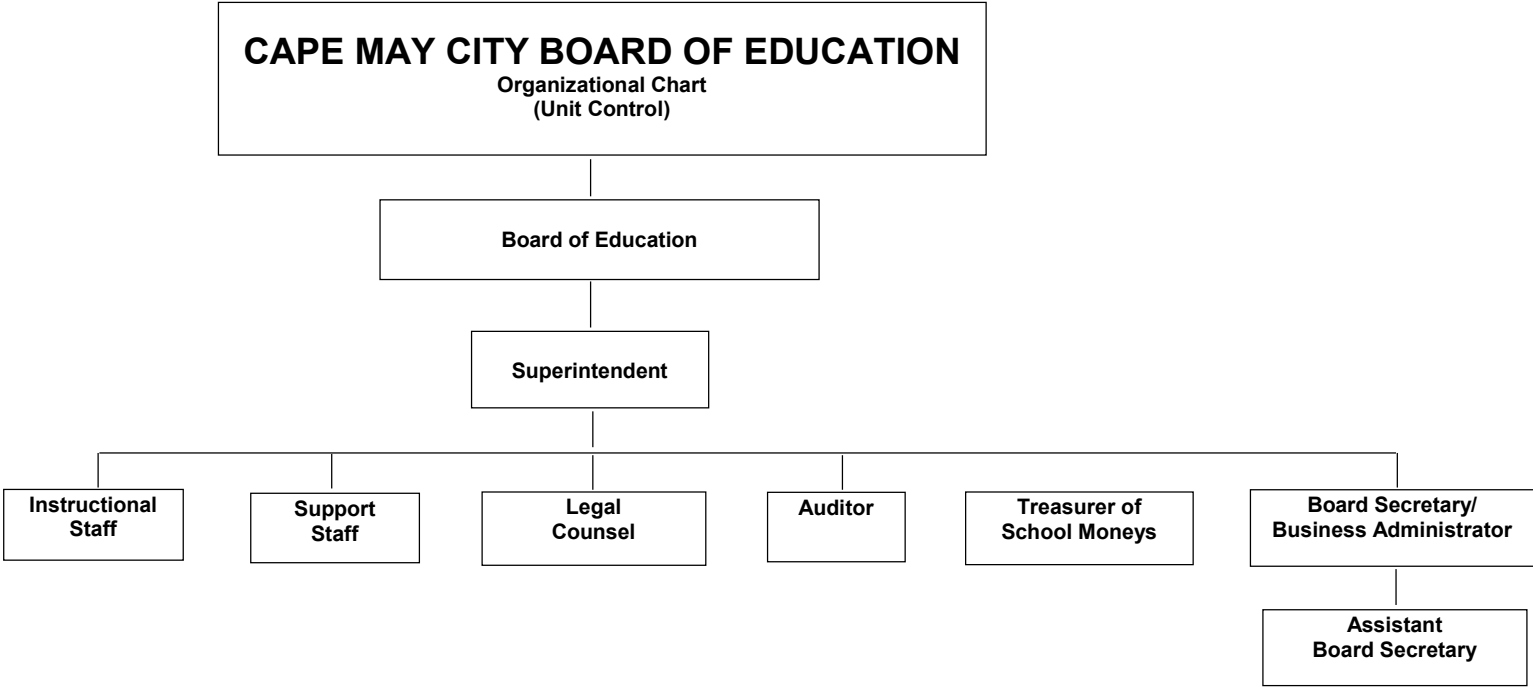 CAPE MAY CITY BOARD OF EDUCATION
Organizational Chart
(Unit Control)
Board of Education
Superintendent
Instructional
Staff
Support
Staff
Legal
Counsel
Auditor
Treasurer of
School Moneys
Board Secretary/
Business Administrator
Assistant
Board Secretary